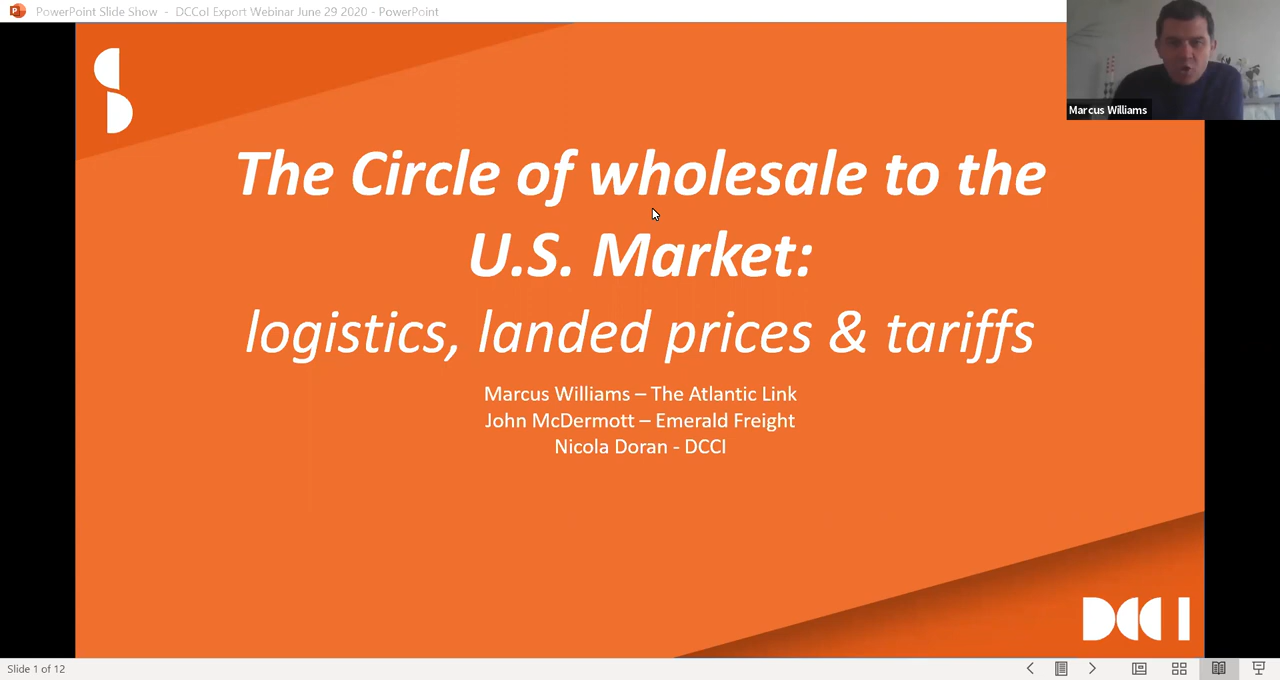 PowerPoint Slide Show - DCCoI Export Webinar June 29 2020 - PowerPoint
Marcus Williams
The Circle of wholesale to the
U.S. Market:
logistics, landed prices & tariffs
Marcus Williams – The Atlantic Link
John McDermott – Emerald Freight
Nicola Doran - DCCI
DCCI
Slide 1 of 12